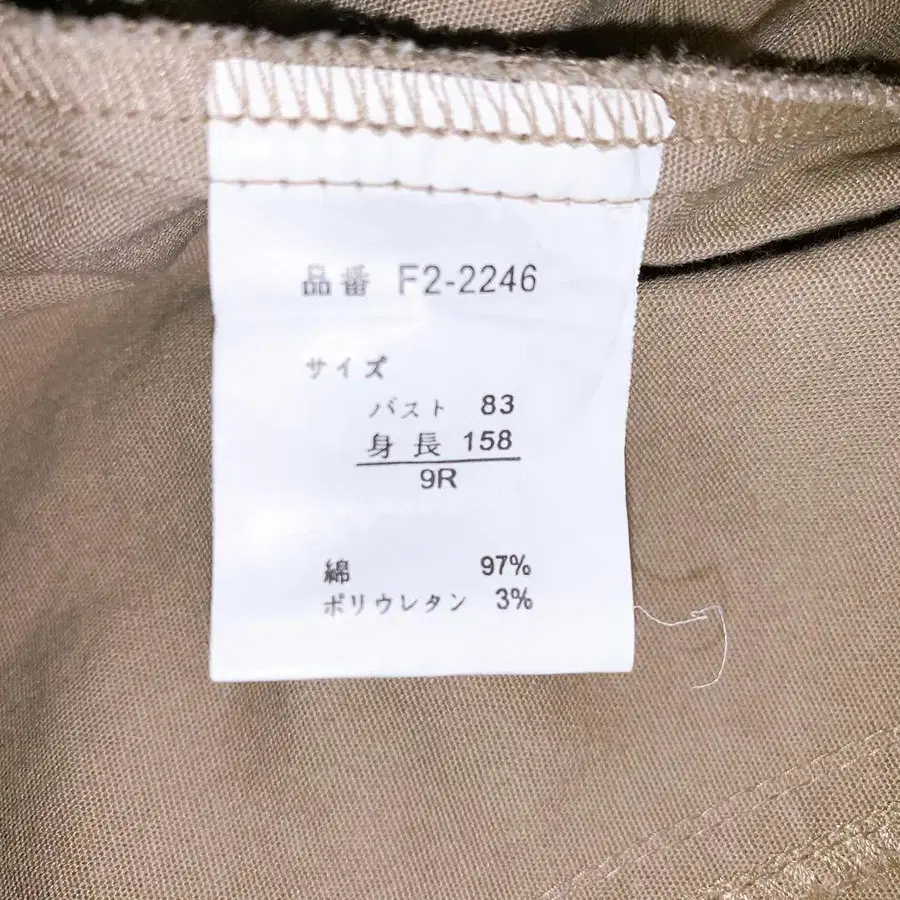 品番 F2-2246
サイズ
バスト 83
身長 158
9R
綿 97%
ポリウレタン 3%